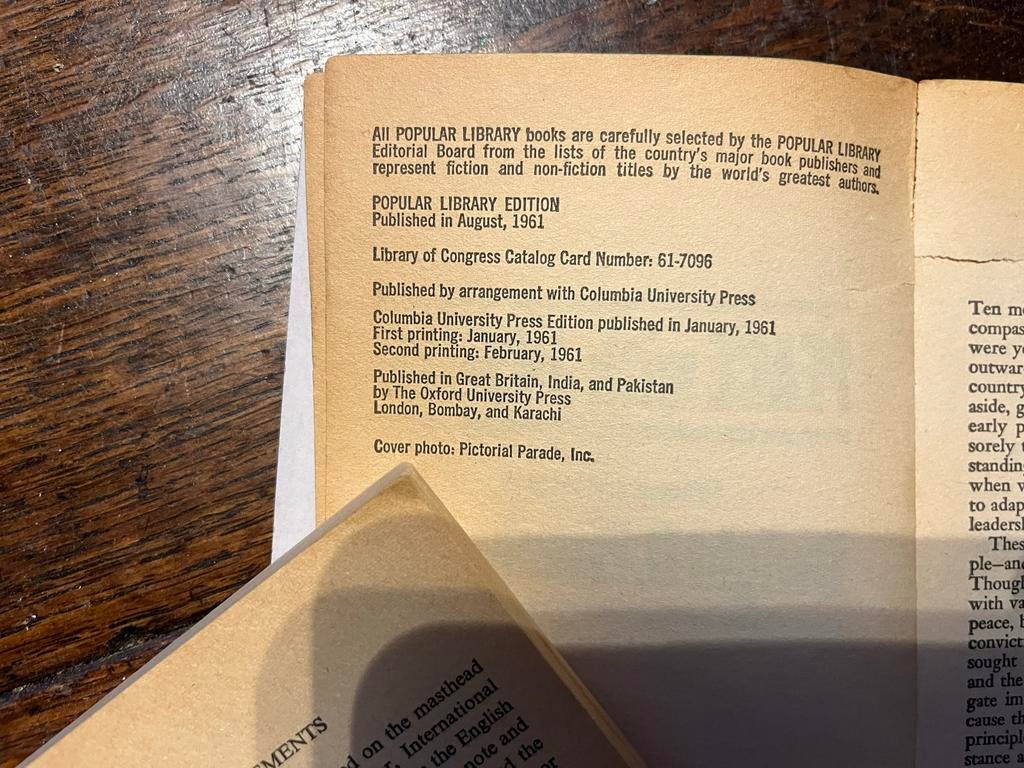 All POPULAR LIBRARY books are carefully selected by the POPULAR LIBRARY
Editorial Board from the lists of the country's major book publishers and
represent fiction and non-fiction titles by the world's greatest authors.
POPULAR LIBRARY EDITION
Published in August, 1961
Library of Congress Catalog Card Number: 61-7096
Published by arrangement with Columbia University Press
Columbia University Press Edition published in January, 1961
First printing: January, 1961
Second printing: February, 1961
Published in Great Britain, India, and Pakistan
by The Oxford University Press
London, Bombay, and Karachi
Cover photo: Pictorial Parade, Inc.
on the masthead
International
the English
note and
the
Ten
were
country
aside,
early
sorely
standing
when
to adap
leaders
Thes
ple—an
Though
with va
peace,
convict
sought
and the
gate im
cause th
principl
stance a